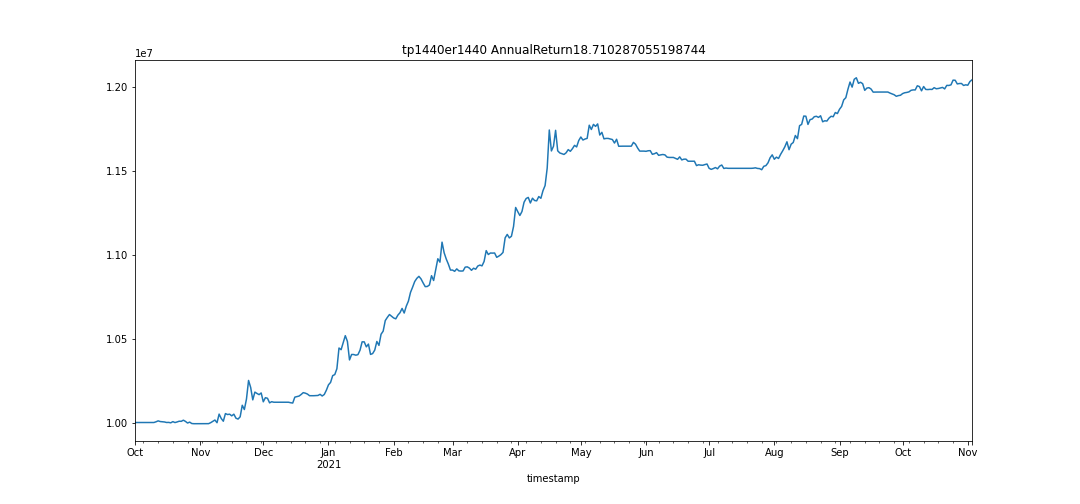 tp1440er1440 AnnualReturn18.710287055198744
1e7
1.20
1.15
1.10
1.05
1.00
Oct Nov Dec Jan Feb Mar Apr May Jun Jul Aug Sep Oct Nov
2021
timestamp